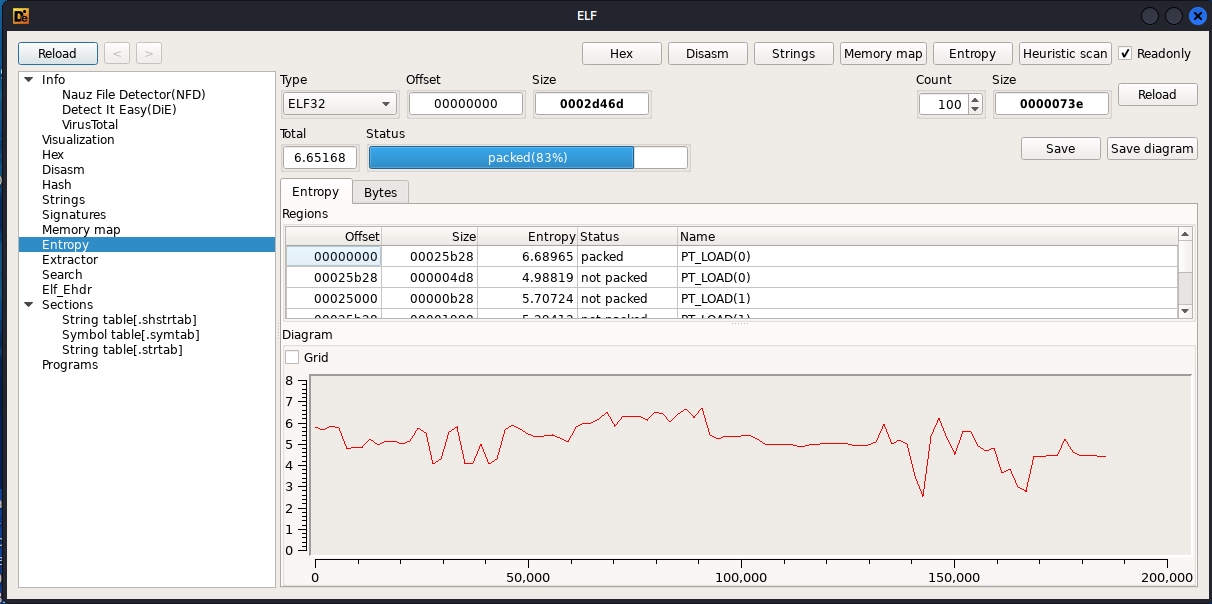 ELF
Reload < > Hex Disasm Strings Memory map Entropy Heuristic scan Readonly
Info
Nauz File Detector(NFD)
Detect It Easy(DiE)
VirusTotal
Visualization
Hex
Disasm
Hash
Strings
Signatures
Memory map
Entropy
Extractor
Search
Elf_Ehdr
Sections
String table[.shstrtab]
Symbol table[.symtab]
String table[.strtab]
Programs
Type Offset Size Count Size
ELF32 00000000 0002d46d 100 0000073e Reload
Total Status
6.65168 packed(83%) Save Save diagram
Entropy Bytes
Regions
Offset Size Entropy Status Name
00000000 00025b28 6.68965 packed PT_LOAD(0)
00025b28 000004d8 4.98819 not packed PT_LOAD(0)
00025000 00000b28 5.70724 not packed PT_LOAD(1)
Diagram
Grid
8
7
6
5
4
3
2
1
0
0 50,000 100,000 150,000 200,000